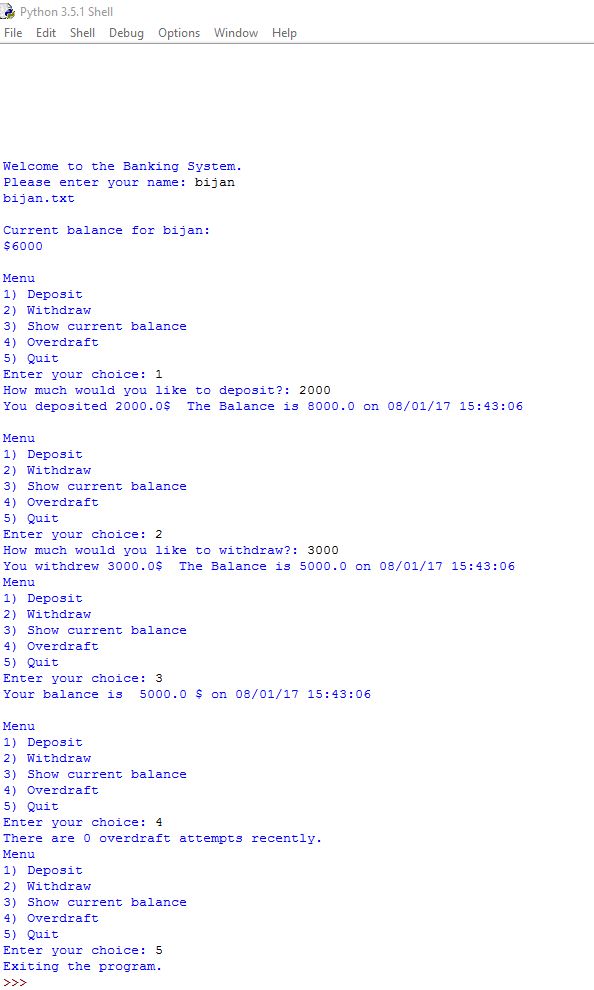 Python 3.5.1 Shell
File Edit Shell Debug Options Window Help
Welcome to the Banking System.
Please enter your name: bijan
bijan.txt
Current balance for bijan:
$6000
Menu
1) Deposit
2) Withdraw
3) Show current balance
4) Overdraft
5) Quit
Enter your choice: 1
How much would you like to deposit?: 2000
You deposited 2000.0$  The Balance is 8000.0 on 08/01/17 15:43:06
Menu
1) Deposit
2) Withdraw
3) Show current balance
4) Overdraft
5) Quit
Enter your choice: 2
How much would you like to withdraw?: 3000
You withdrew 3000.0$  The Balance is 5000.0 on 08/01/17 15:43:06
Menu
1) Deposit
2) Withdraw
3) Show current balance
4) Overdraft
5) Quit
Enter your choice: 3
Your balance is  5000.0 $ on 08/01/17 15:43:06
Menu
1) Deposit
2) Withdraw
3) Show current balance
4) Overdraft
5) Quit
Enter your choice: 4
There are 0 overdraft attempts recently.
Menu
1) Deposit
2) Withdraw
3) Show current balance
4) Overdraft
5) Quit
Enter your choice: 5
Exiting the program.
>>>